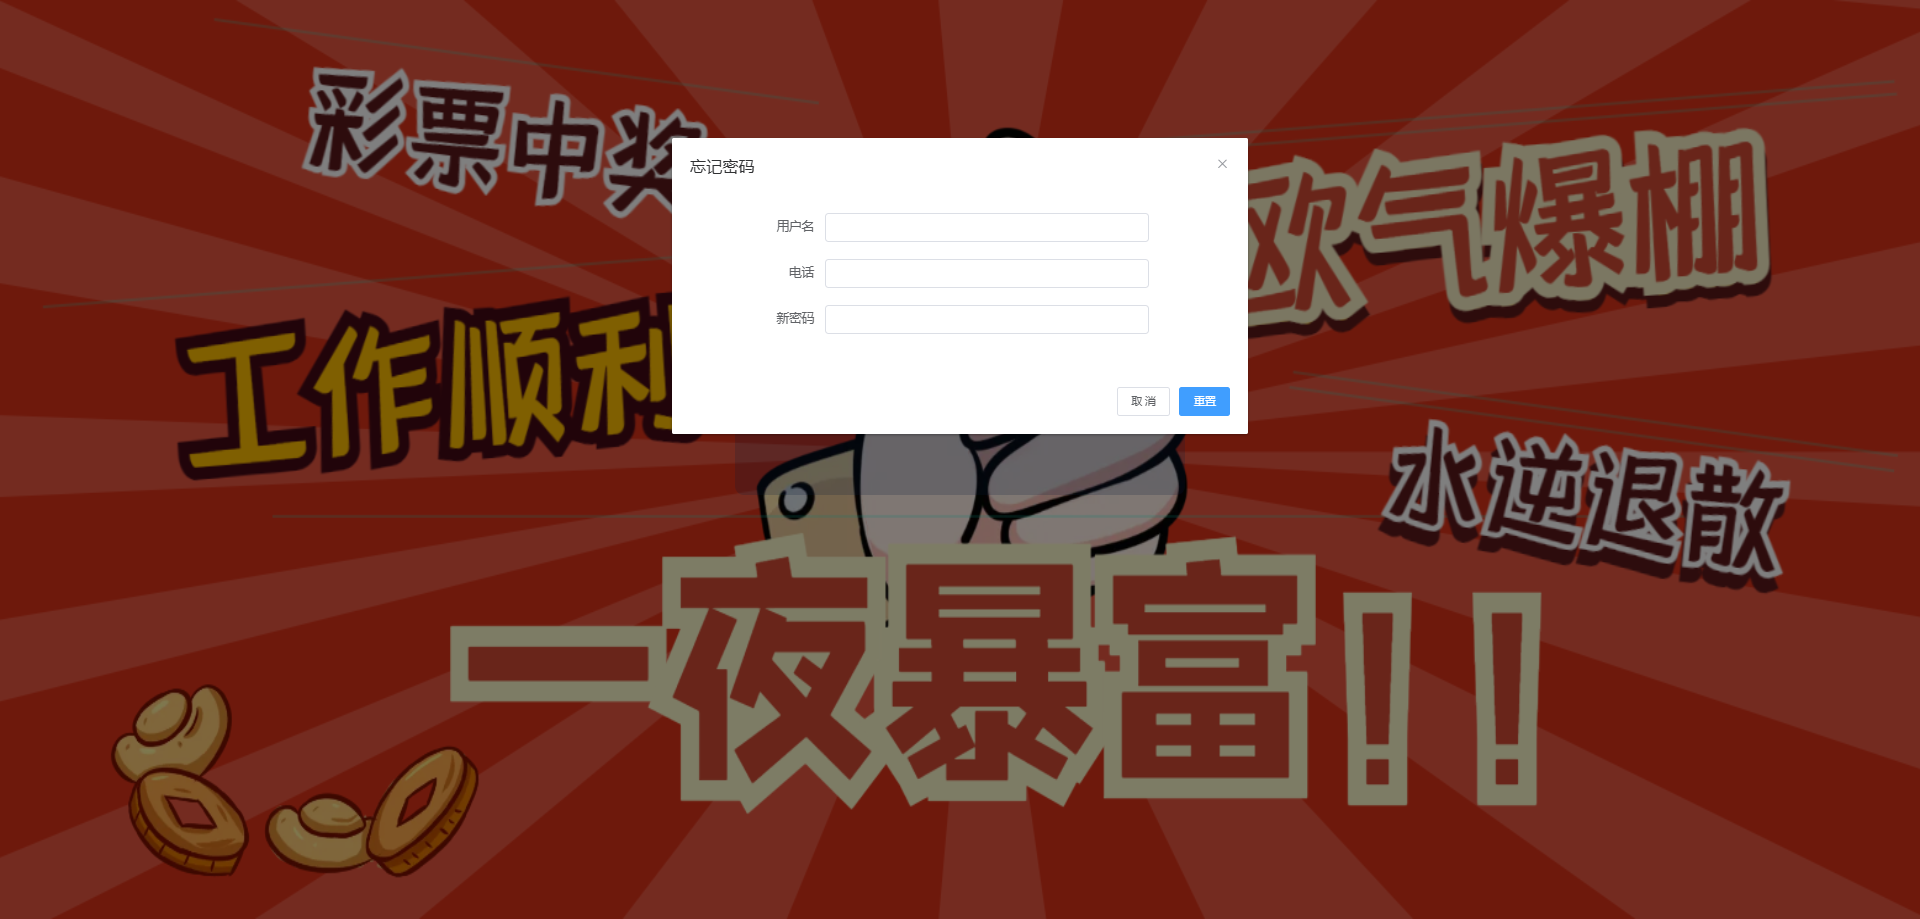 彩票中奖
欧气爆棚
忘记密码
用户名
电话
新密码
取 消
重置
工作顺利
水逆退散
一夜暴富!!